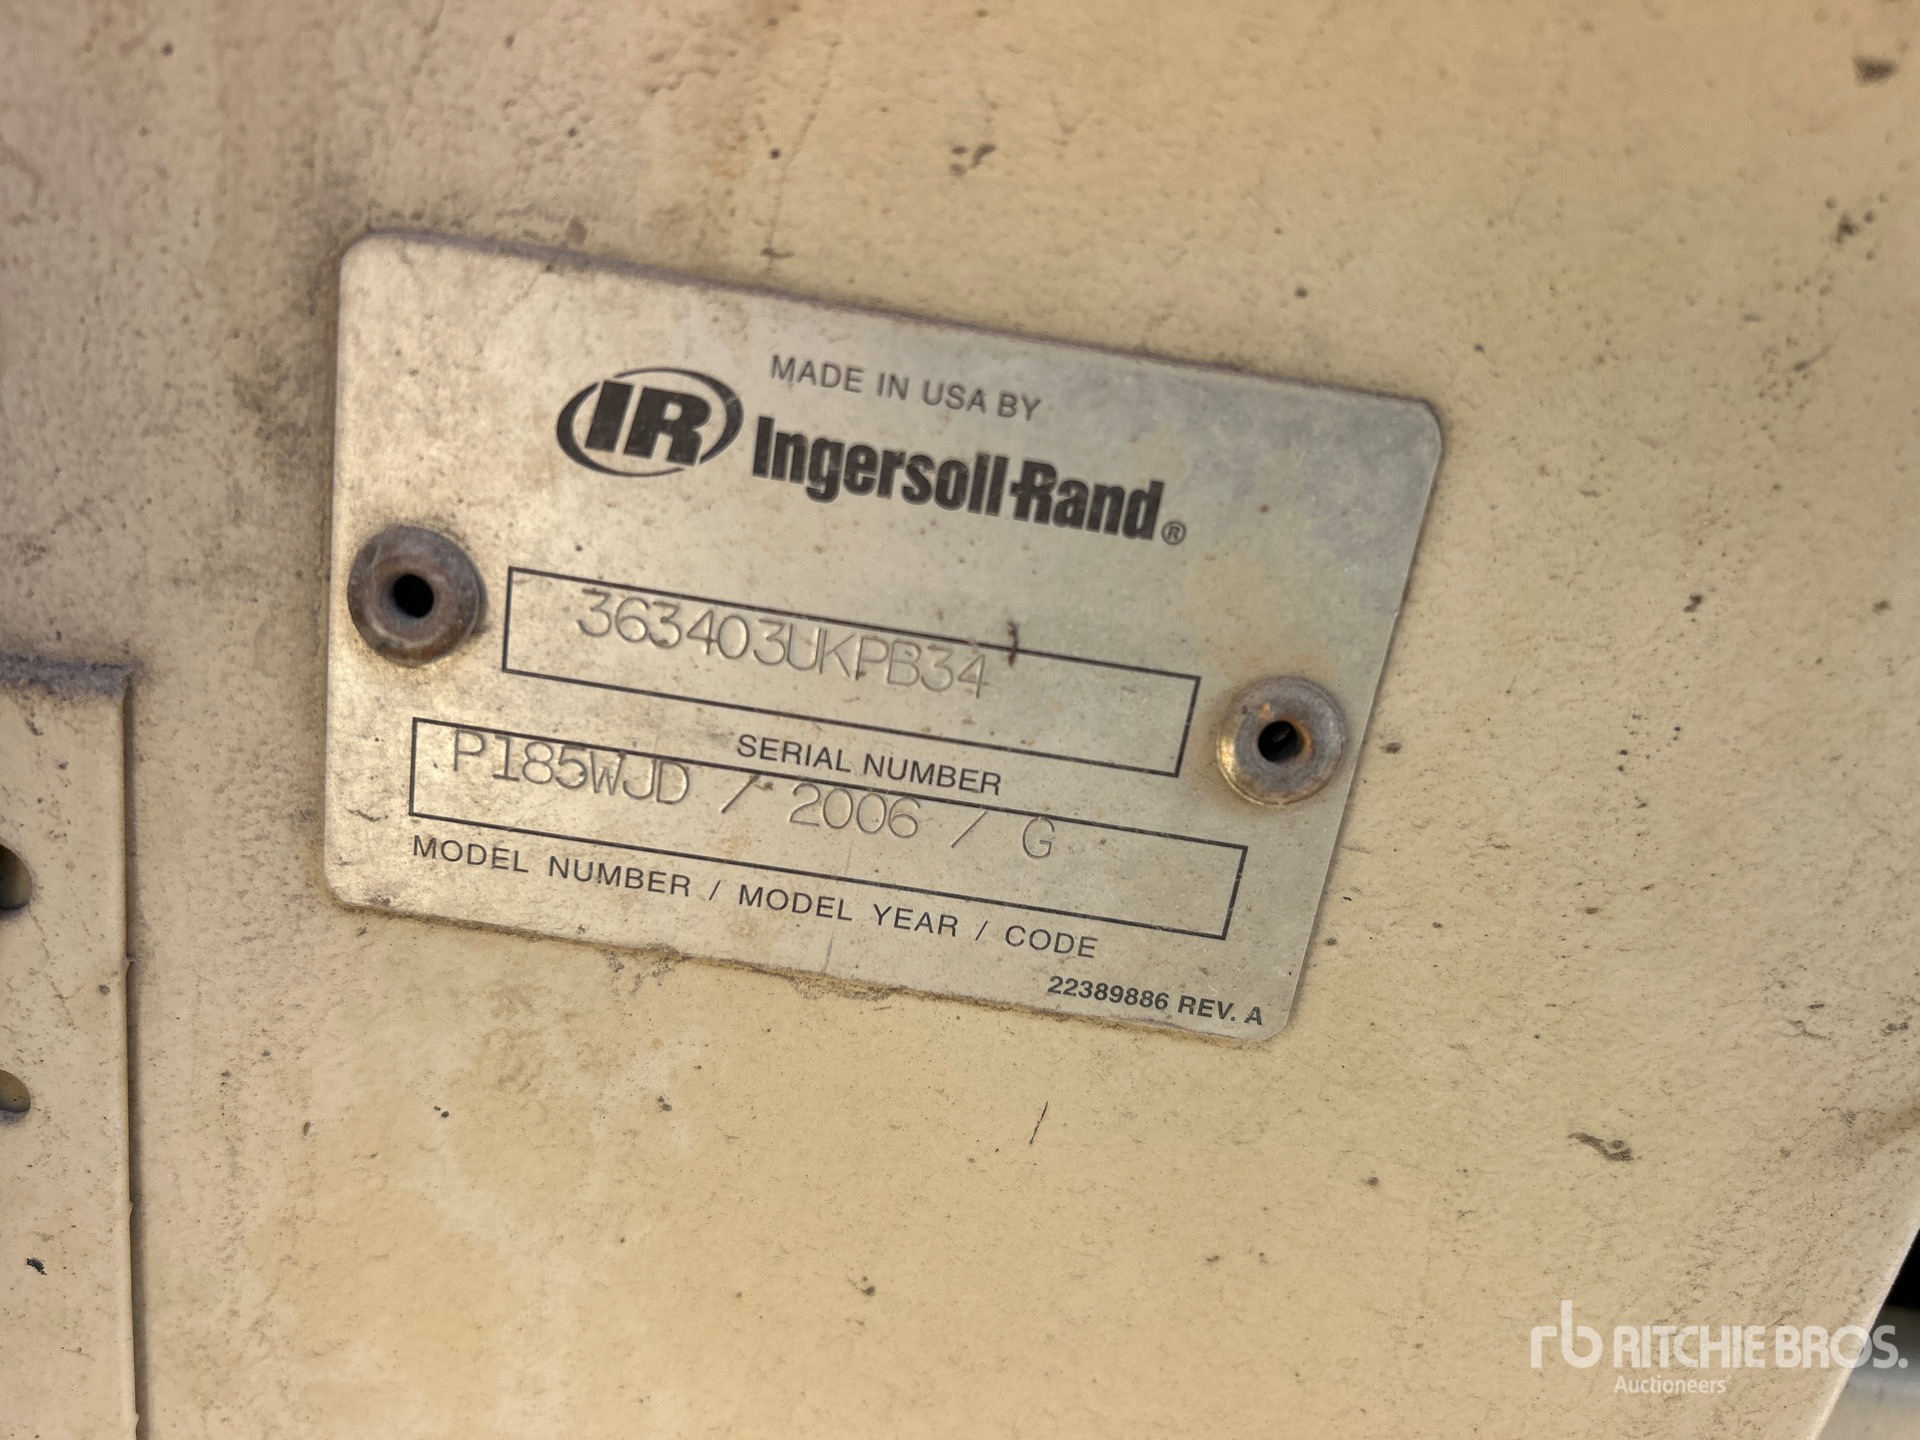 MADE IN USA BY
IR Ingersoll-Rand®
363403UKPB34
SERIAL NUMBER
P185WJD / 2006 / G
MODEL NUMBER / MODEL YEAR / CODE
22389886 REV. A
rb RITCHIE BROS.
Auctioneers